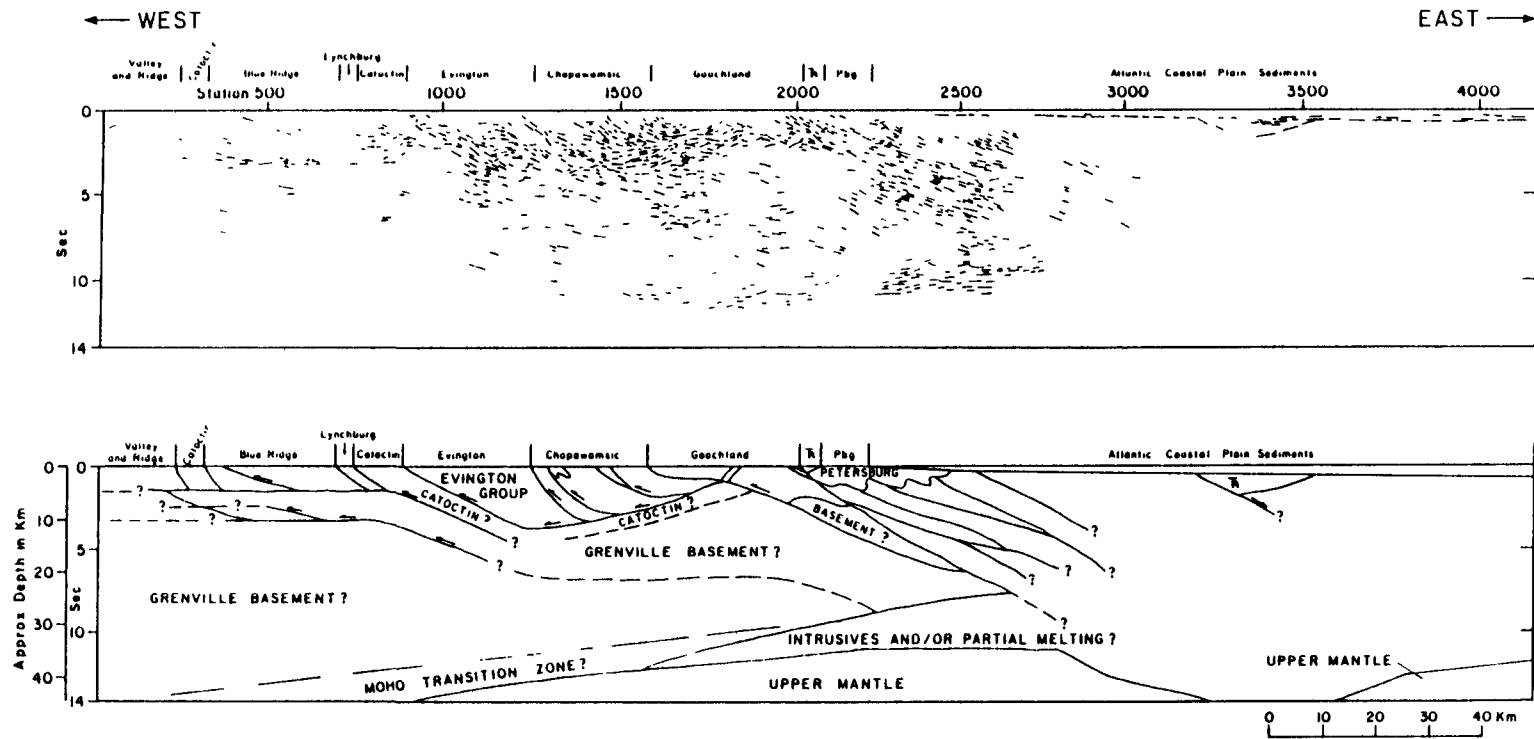 WEST
EAST
Lynchburg
Valley and Ridge
Catoctin
Blue Ridge
Catoctin
Evington
Chopawamsic
Goochland
Ꞇ
Pbg
Atlantic Coastal Plain Sediments
Station 500
1000
1500
2000
2500
3000
3500
4000
0
5
10
14
Sec
Lynchburg
Valley and Ridge
Catoctin
Blue Ridge
Catoctin
Evington
Chopawamsic
Goochland
Pbg
Atlantic Coastal Plain Sediments
0
10
20
30
40
Approx Depth in Km
0
5
10
14
Sec
?
?
?
?
?
EVINGTON GROUP
CATOCTIN ?
CATOCTIN ?
PETERSBURG
BASEMENT ?
?
?
?
?
?
?
?
GRENVILLE BASEMENT ?
GRENVILLE BASEMENT ?
INTRUSIVES AND/OR PARTIAL MELTING ?
MOHO TRANSITION ZONE ?
UPPER MANTLE
UPPER MANTLE
0 10 20 30 40 Km